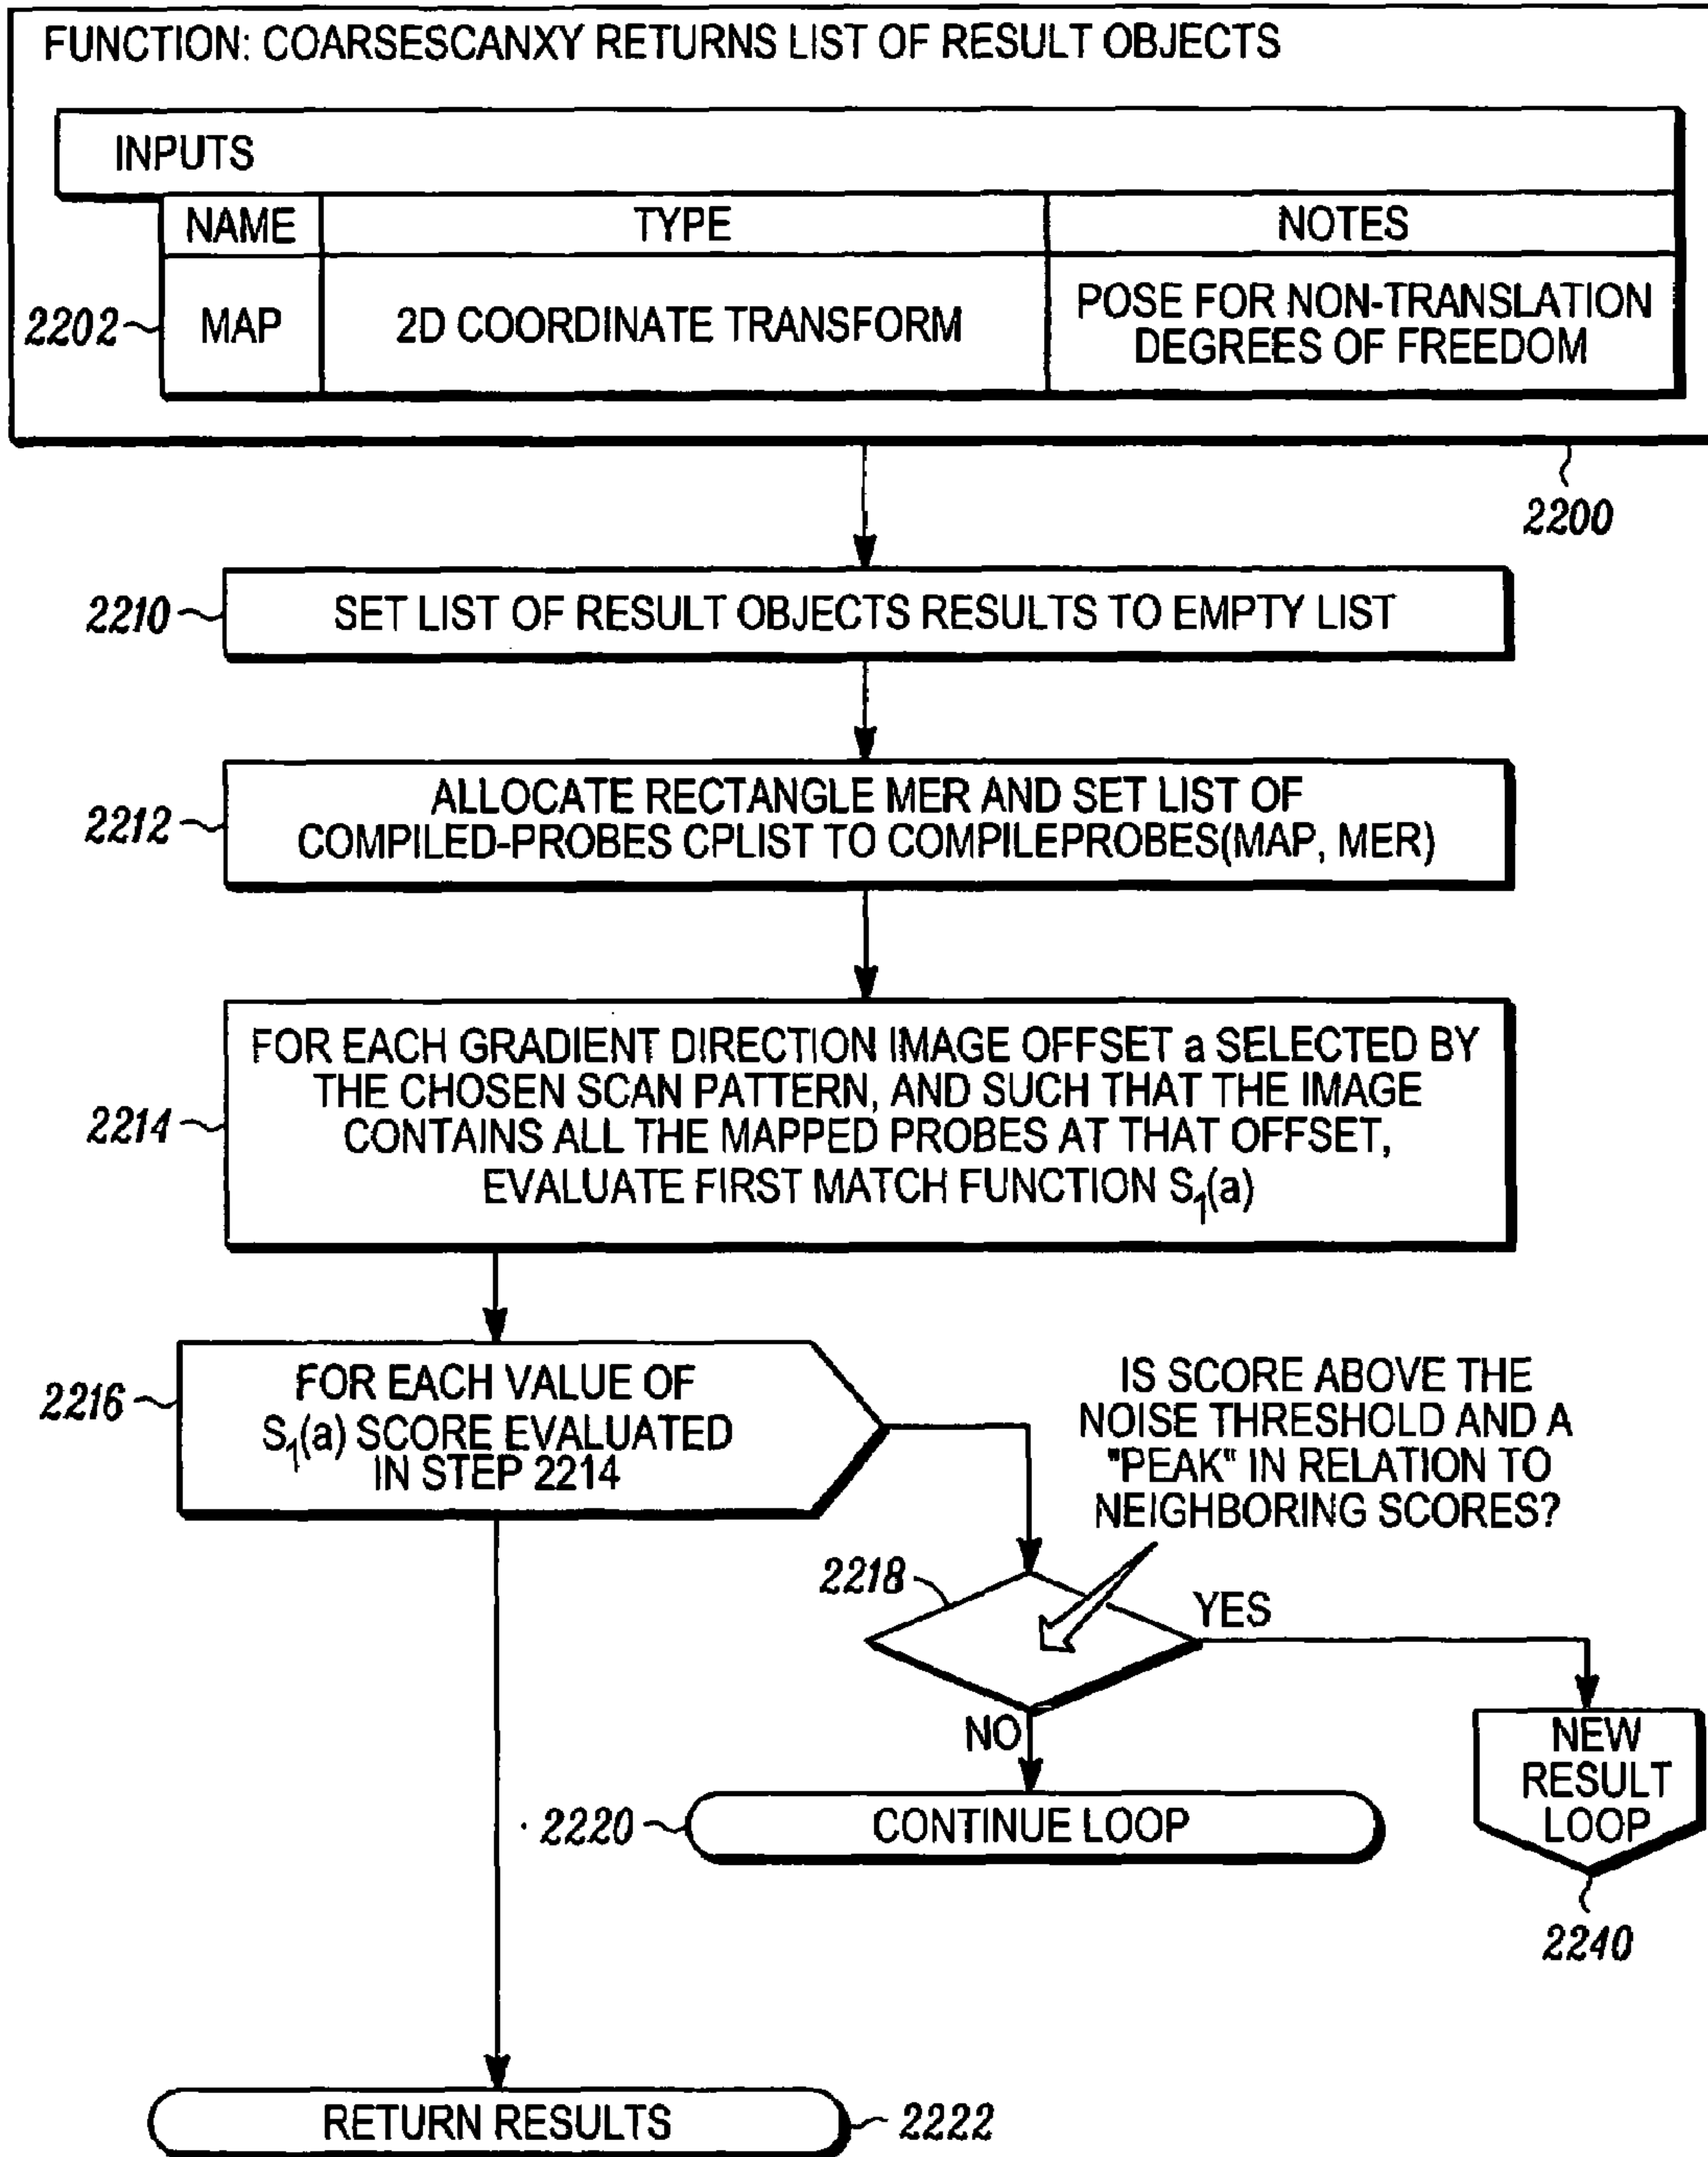 FUNCTION: COARSESCANXY RETURNS LIST OF RESULT OBJECTS
INPUTS
NAME TYPE NOTES
2202 MAP 2D COORDINATE TRANSFORM POSE FOR NON-TRANSLATION
DEGREES OF FREEDOM
2200
2210 SET LIST OF RESULT OBJECTS RESULTS TO EMPTY LIST
2212 ALLOCATE RECTANGLE MER AND SET LIST OF
COMPILED-PROBES CPLIST TO COMPILEPROBES(MAP, MER)
FOR EACH GRADIENT DIRECTION IMAGE OFFSET a SELECTED BY
THE CHOSEN SCAN PATTERN, AND SUCH THAT THE IMAGE
2214 CONTAINS ALL THE MAPPED PROBES AT THAT OFFSET,
EVALUATE FIRST MATCH FUNCTION S₁(a)
2216 FOR EACH VALUE OF
S₁(a) SCORE EVALUATED
IN STEP 2214
IS SCORE ABOVE THE
NOISE THRESHOLD AND A
"PEAK" IN RELATION TO
NEIGHBORING SCORES?
2218
YES
NO
NEW
RESULT
LOOP
2220 CONTINUE LOOP
2240
RETURN RESULTS 2222